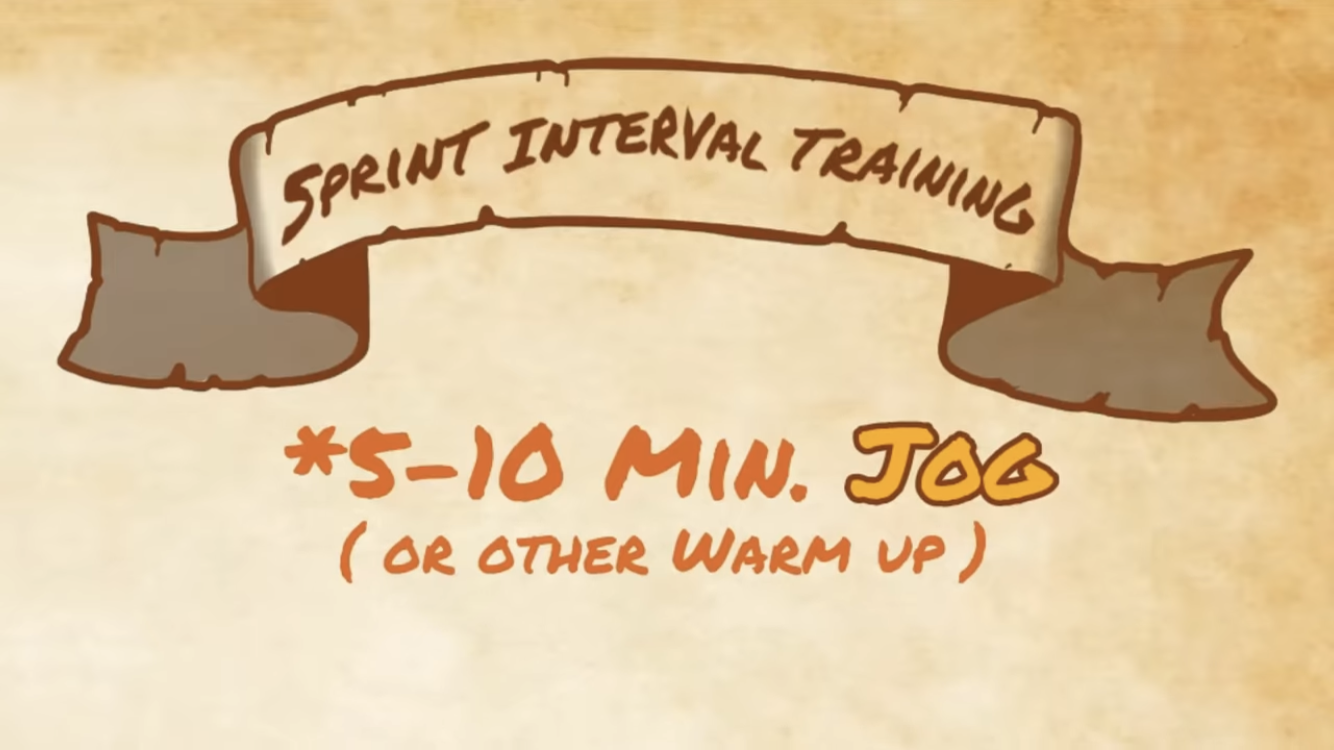 SPRINT INTERVAL TRAINING
*5-10 MIN. JOG
( OR OTHER WARM UP )